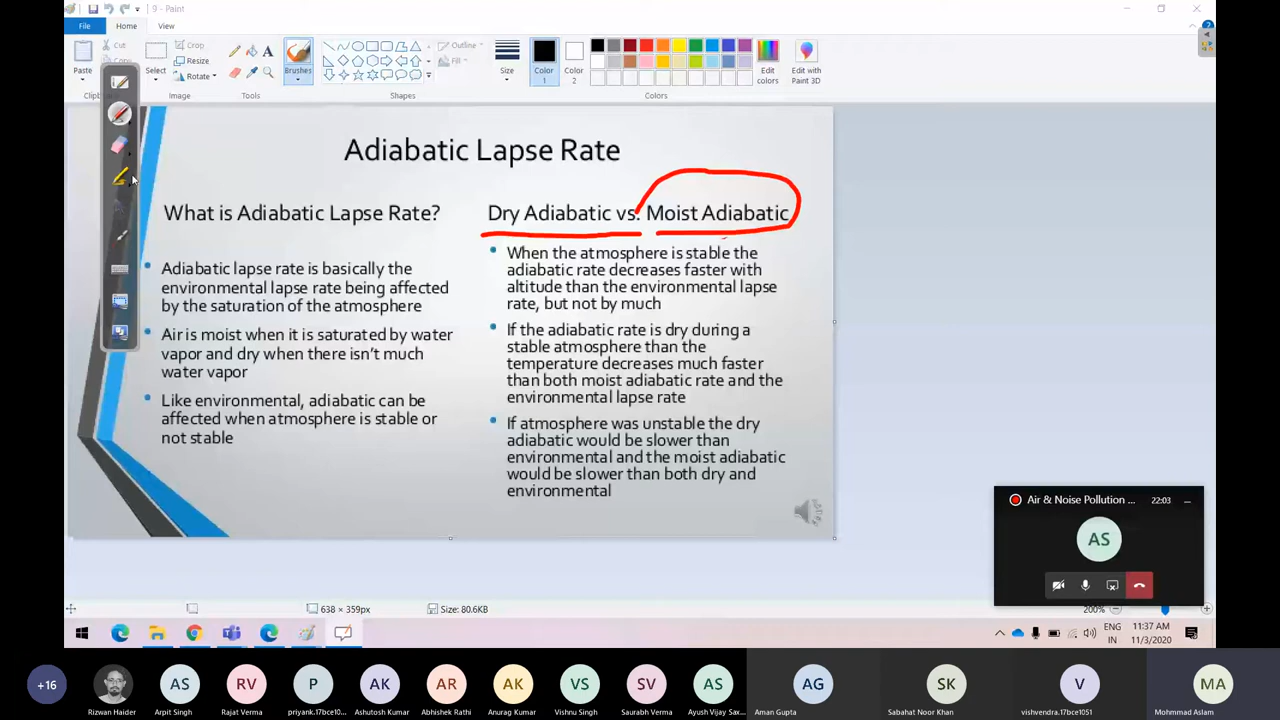 9 - Paint
File
Home
View
Paste
Cut
Copy
Clipb
Select
Crop
Resize
Rotate
Image
Tools
Brushes
Shapes
Outline
Fill
Size
Color
1
Color
2
Colors
Edit
colors
Edit with
Paint 3D
Adiabatic Lapse Rate
What is Adiabatic Lapse Rate?
Adiabatic lapse rate is basically the
environmental lapse rate being affected
by the saturation of the atmosphere
Air is moist when it is saturated by water
vapor and dry when there isn't much
water vapor
Like environmental, adiabatic can be
affected when atmosphere is stable or
not stable
Dry Adiabatic vs. Moist Adiabatic
When the atmosphere is stable the
adiabatic rate decreases faster with
altitude than the environmental lapse
rate, but not by much
If the adiabatic rate is dry during a
stable atmosphere than the
temperature decreases much faster
than both moist adiabatic rate and the
environmental lapse rate
If atmosphere was unstable the dry
adiabatic would be slower than
environmental and the moist adiabatic
would be slower than both dry and
environmental
Air & Noise Pollution ...
22:03
AS
638 × 359px
Size: 80.6KB
200%
ENG
IN
11:37 AM
11/3/2020
+16
Rizwan Haider
AS
Arpit Singh
RV
Rajat Verma
P
priyank.17bce10...
AK
Ashutosh Kumar
AR
Abhishek Rathi
AK
Anurag Kumar
VS
Vishnu Singh
SV
Saurabh Verma
AS
Ayush Vijay Sax...
AG
Aman Gupta
SK
Sabahat Noor Khan
V
vishvendra.17bce1051
MA
Mohmmad Aslam